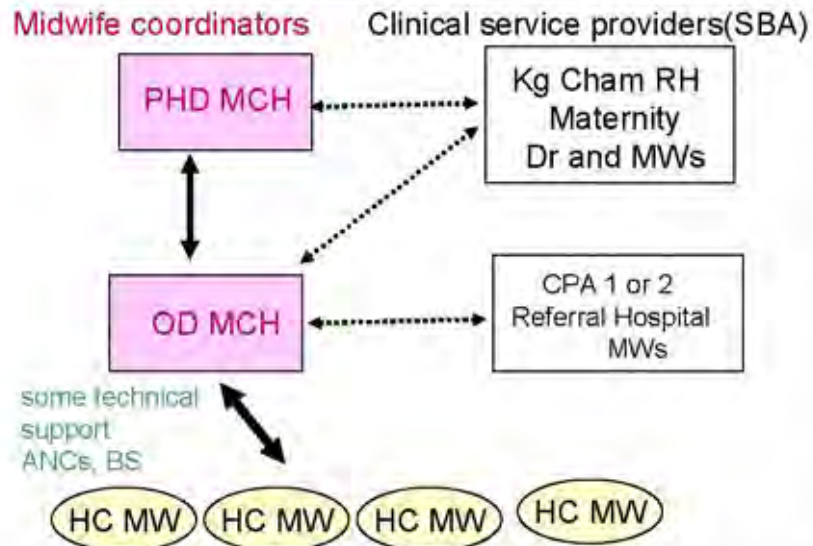 Midwife coordinators
Clinical service providers(SBA)
PHD MCH
Kg Cham RH
Maternity
Dr and MWs
OD MCH
CPA 1 or 2
Referral Hospital
MWs
some technical
support
ANCs, BS
HC MW
HC MW
HC MW
HC MW